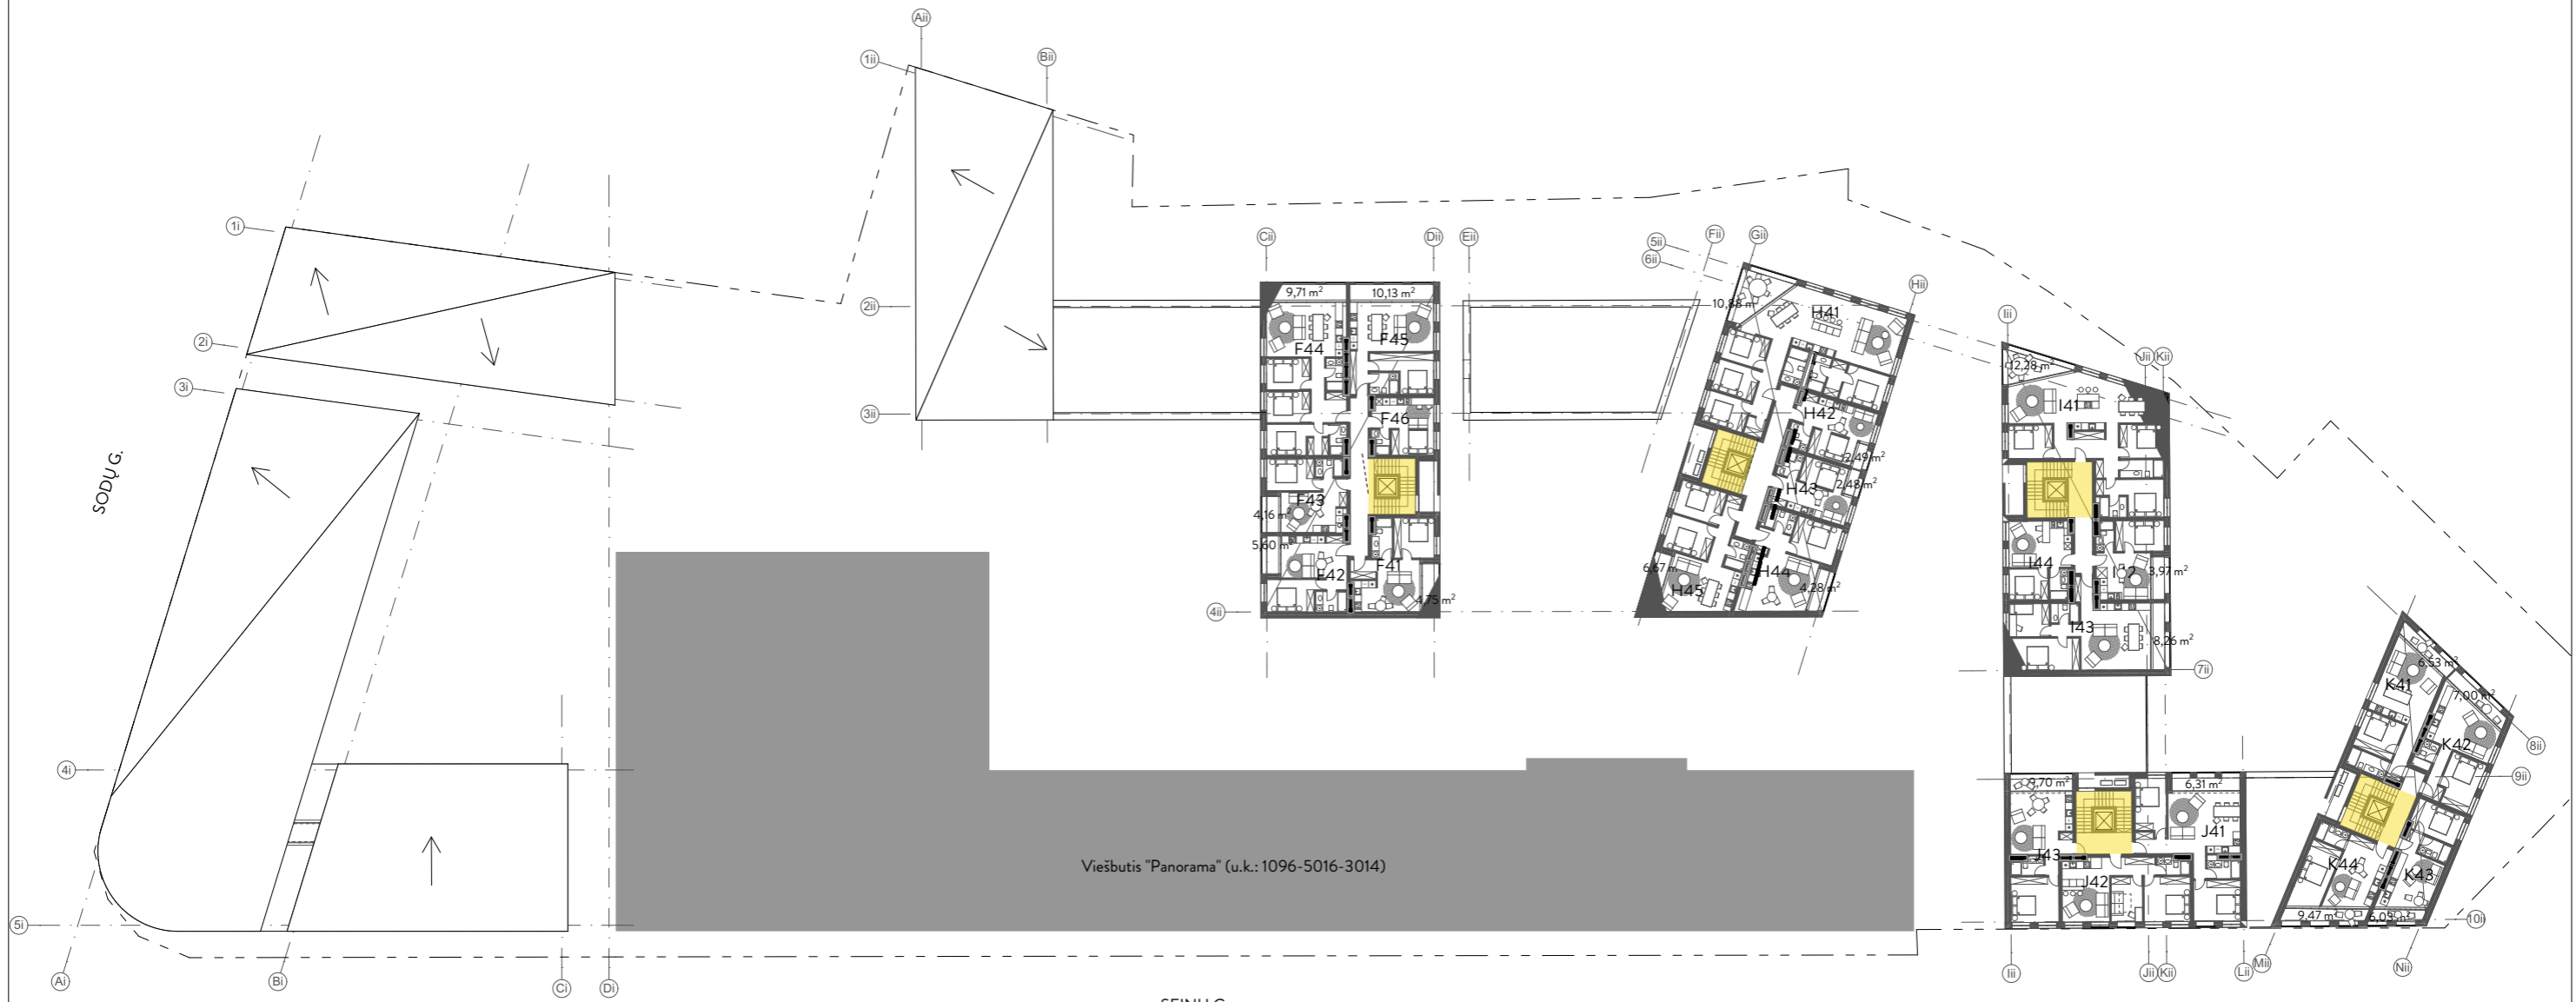 Aii
Bii
1ii
1i
2i
3i
2ii
3ii
4ii
Cii
Dii
Eii
5ii
6ii
Fii
Gii
Hii
Iii
Jii
Kii
SODŲ G.
9,71 m²
10,13 m²
F44
F45
F46
F43
4,16 m²
5,60 m²
F42
F41
4,75 m²
10,88 m
H41
H42
2,49 m²
2,48 m²
H43
H44
4,28 m²
6,67 m
H45
12,28 m²
I41
I44
3,97 m²
I43
8,26 m²
7ii
K41
6,53 m²
7,00 m²
K42
8ii
9ii
K44
K43
9,47 m²
6,03 m²
10ii
9,70 m²
6,31 m²
J41
J43
J42
Viešbutis "Panorama" (u.k.: 1096-5016-3014)
4i
5i
Ai
Bi
Ci
Di
Iii
Jii
Kii
Lii
Mii
Nii